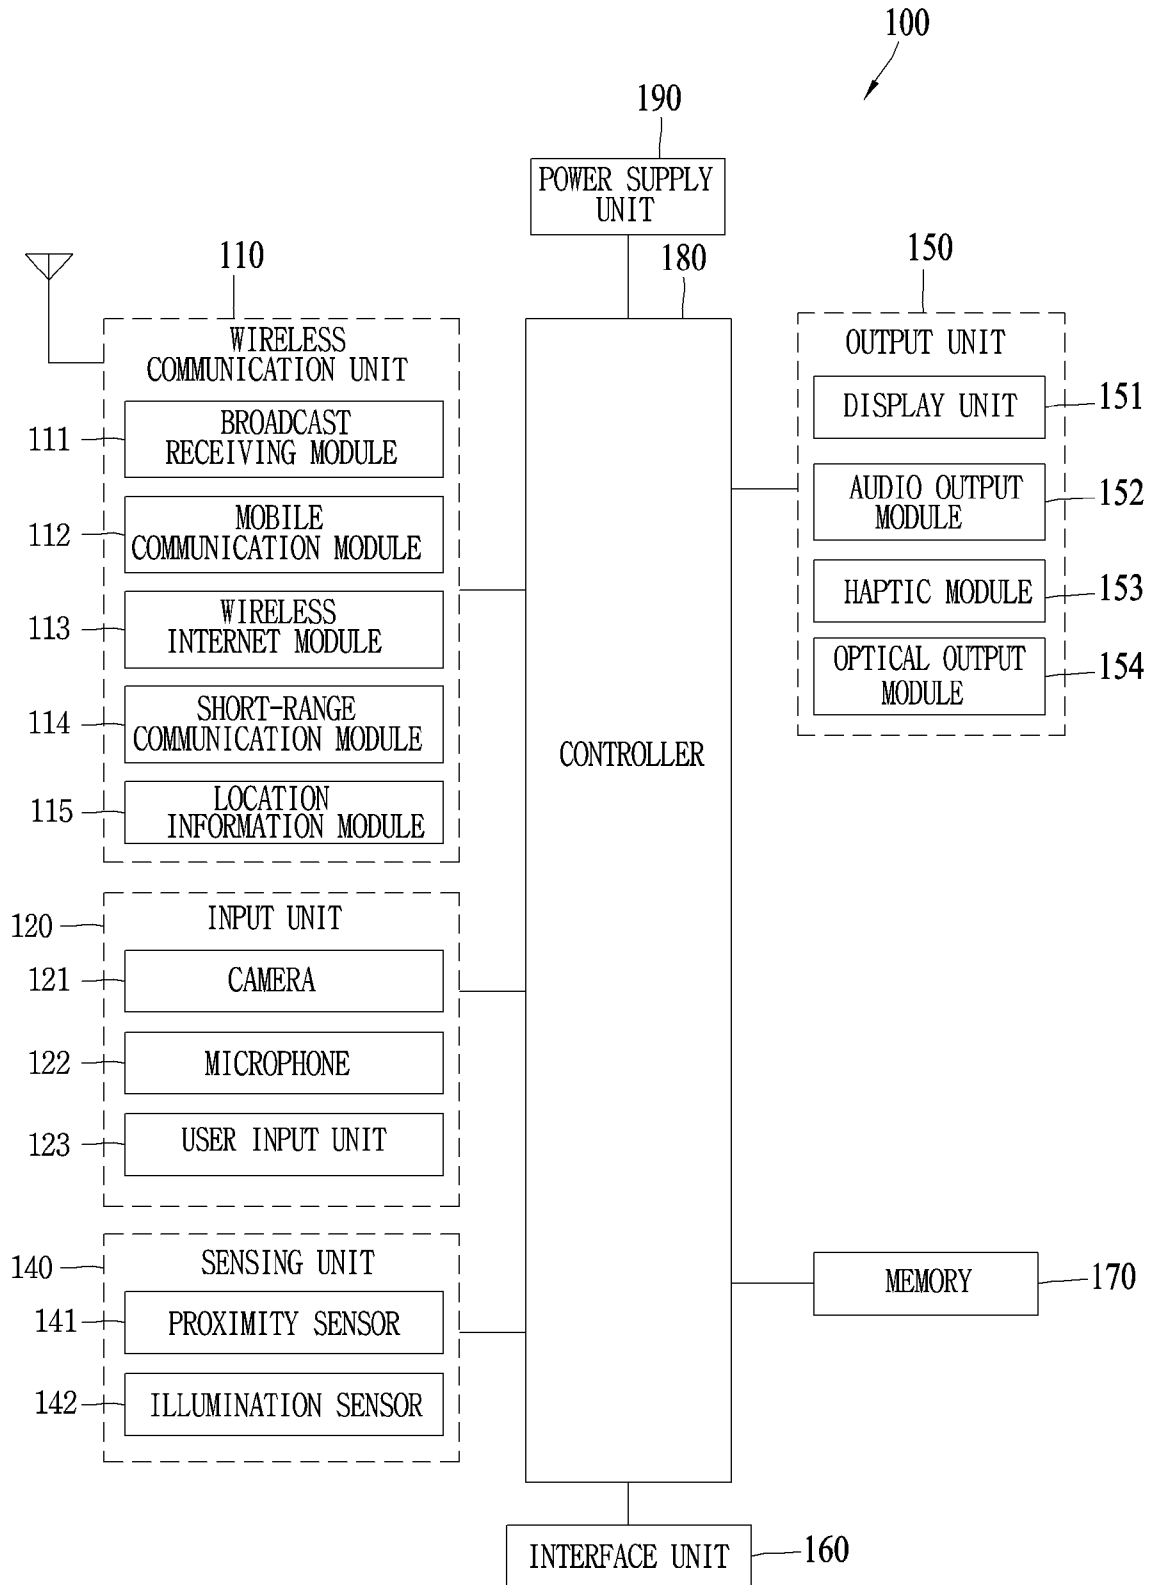 100
190
POWER SUPPLY
UNIT
110
180
150
WIRELESS
COMMUNICATION UNIT
111
BROADCAST
RECEIVING MODULE
112
MOBILE
COMMUNICATION MODULE
113
WIRELESS
INTERNET MODULE
114
SHORT-RANGE
COMMUNICATION MODULE
115
LOCATION
INFORMATION MODULE
120
INPUT UNIT
121
CAMERA
122
MICROPHONE
123
USER INPUT UNIT
140
SENSING UNIT
141
PROXIMITY SENSOR
142
ILLUMINATION SENSOR
CONTROLLER
OUTPUT UNIT
DISPLAY UNIT
151
AUDIO OUTPUT
MODULE
152
HAPTIC MODULE
153
OPTICAL OUTPUT
MODULE
154
MEMORY
170
INTERFACE UNIT
160